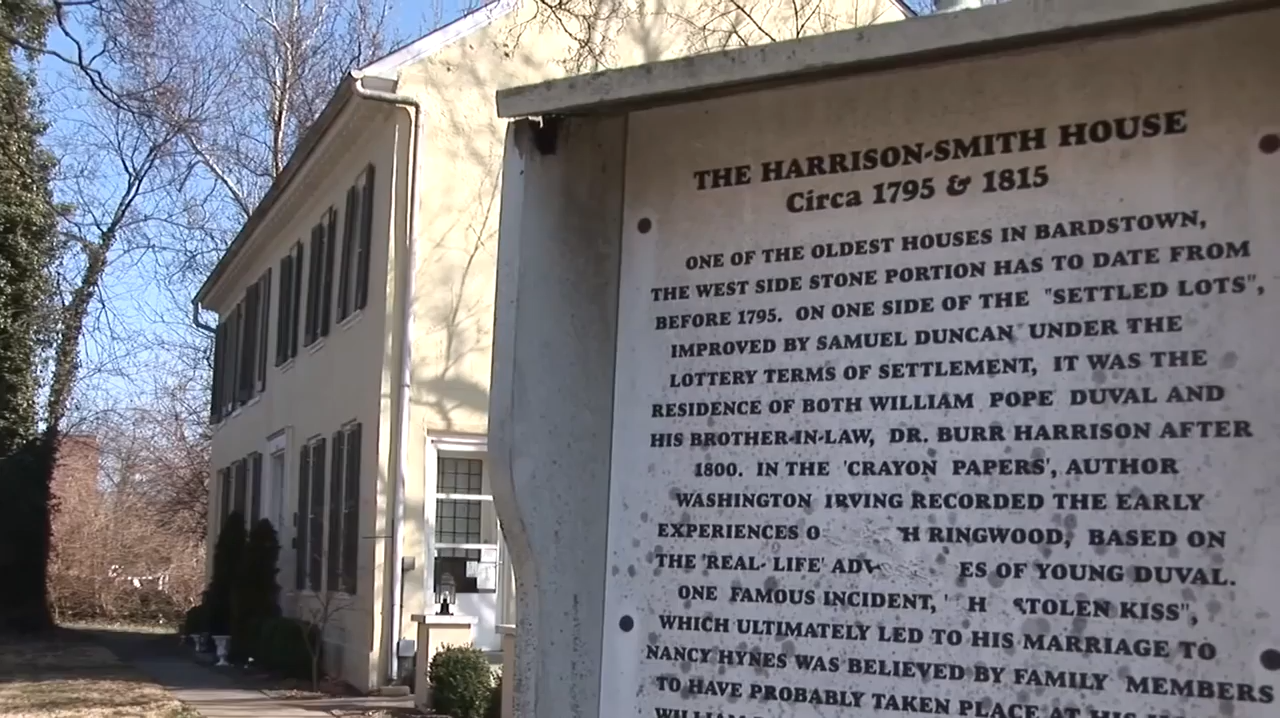 THE HARRISON-SMITH HOUSE
Circa 1795 & 1815
ONE OF THE OLDEST HOUSES IN BARDSTOWN,
THE WEST SIDE STONE PORTION HAS TO DATE FROM
BEFORE 1795. ON ONE SIDE OF THE "SETTLED LOTS",
IMPROVED BY SAMUEL DUNCAN UNDER THE
LOTTERY TERMS OF SETTLEMENT, IT WAS THE
RESIDENCE OF BOTH WILLIAM POPE DUVAL AND
HIS BROTHER-IN-LAW, DR. BURR HARRISON AFTER
1800. IN THE 'CRAYON PAPERS', AUTHOR
WASHINGTON IRVING RECORDED THE EARLY
EXPERIENCES O H RINGWOOD, BASED ON
THE 'REAL- LIFE' ADV ES OF YOUNG DUVAL.
ONE FAMOUS INCIDENT, ' H STOLEN KISS",
WHICH ULTIMATELY LED TO HIS MARRIAGE TO
NANCY HYNES WAS BELIEVED BY FAMILY MEMBERS
TO HAVE PROBABLY TAKEN PLACE AT HIS